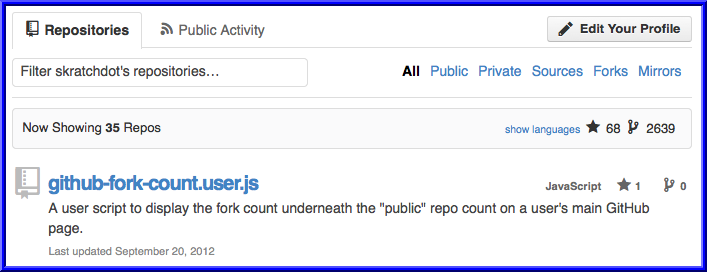 Repositories Public Activity Edit Your Profile
Filter skratchdot's repositories… All Public Private Sources Forks Mirrors
Now Showing 35 Repos show languages 68 2639
github-fork-count.user.js JavaScript 1 0
A user script to display the fork count underneath the "public" repo count on a user's main GitHub
page.
Last updated September 20, 2012